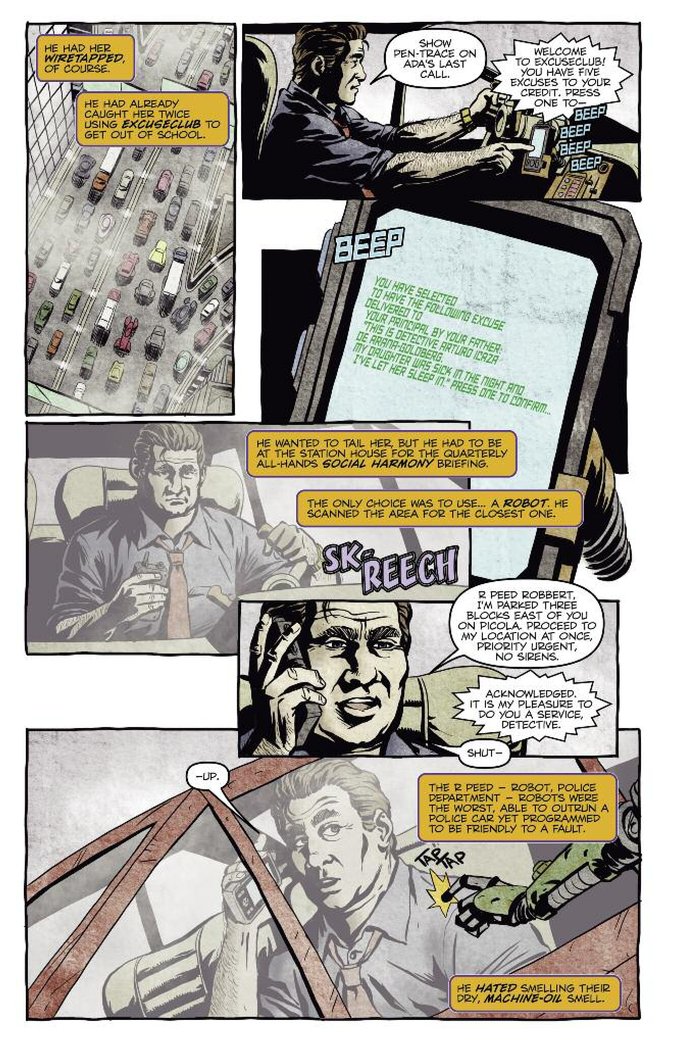 HE HAD HER
WIRETAPPED,
OF COURSE.
HE HAD ALREADY
CAUGHT HER TWICE
USING EXCUSECLUB TO
GET OUT OF SCHOOL.
SHOW
PEN-TRACE ON
ADA'S LAST
CALL.
WELCOME
TO EXCUSECLUB!
YOU HAVE FIVE
EXCUSES TO YOUR
CREDIT. PRESS
ONE TO—
BEEP
BEEP
BEEP
BEEP
BEEP
YOU HAVE SELECTED
TO HAVE THE FOLLOWING EXCUSE
DELIVERED TO
YOUR PRINCIPAL BY YOUR FATHER:
"THIS IS DETECTIVE ARTURO ICAZA
DE ARANA-GOLDBERG.
MY DAUGHTER WAS SICK IN THE NIGHT AND
I'VE LET HER SLEEP IN." PRESS ONE TO CONFIRM...
HE WANTED TO TAIL HER, BUT HE HAD TO BE
AT THE STATION HOUSE FOR THE QUARTERLY
ALL-HANDS SOCIAL HARMONY BRIEFING.
THE ONLY CHOICE WAS TO USE... A ROBOT. HE
SCANNED THE AREA FOR THE CLOSEST ONE.
SK-
REECH
R PEED ROBBERT,
I'M PARKED THREE
BLOCKS EAST OF YOU
ON PICOLA. PROCEED TO
MY LOCATION AT ONCE,
PRIORITY URGENT,
NO SIRENS.
ACKNOWLEDGED.
IT IS MY PLEASURE TO
DO YOU A SERVICE,
DETECTIVE.
SHUT—
—UP.
THE R PEED — ROBOT, POLICE
DEPARTMENT — ROBOTS WERE
THE WORST, ABLE TO OUTRUN A
POLICE CAR YET PROGRAMMED
TO BE FRIENDLY TO A FAULT.
TAP
TAP
HE HATED SMELLING THEIR
DRY, MACHINE-OIL SMELL.